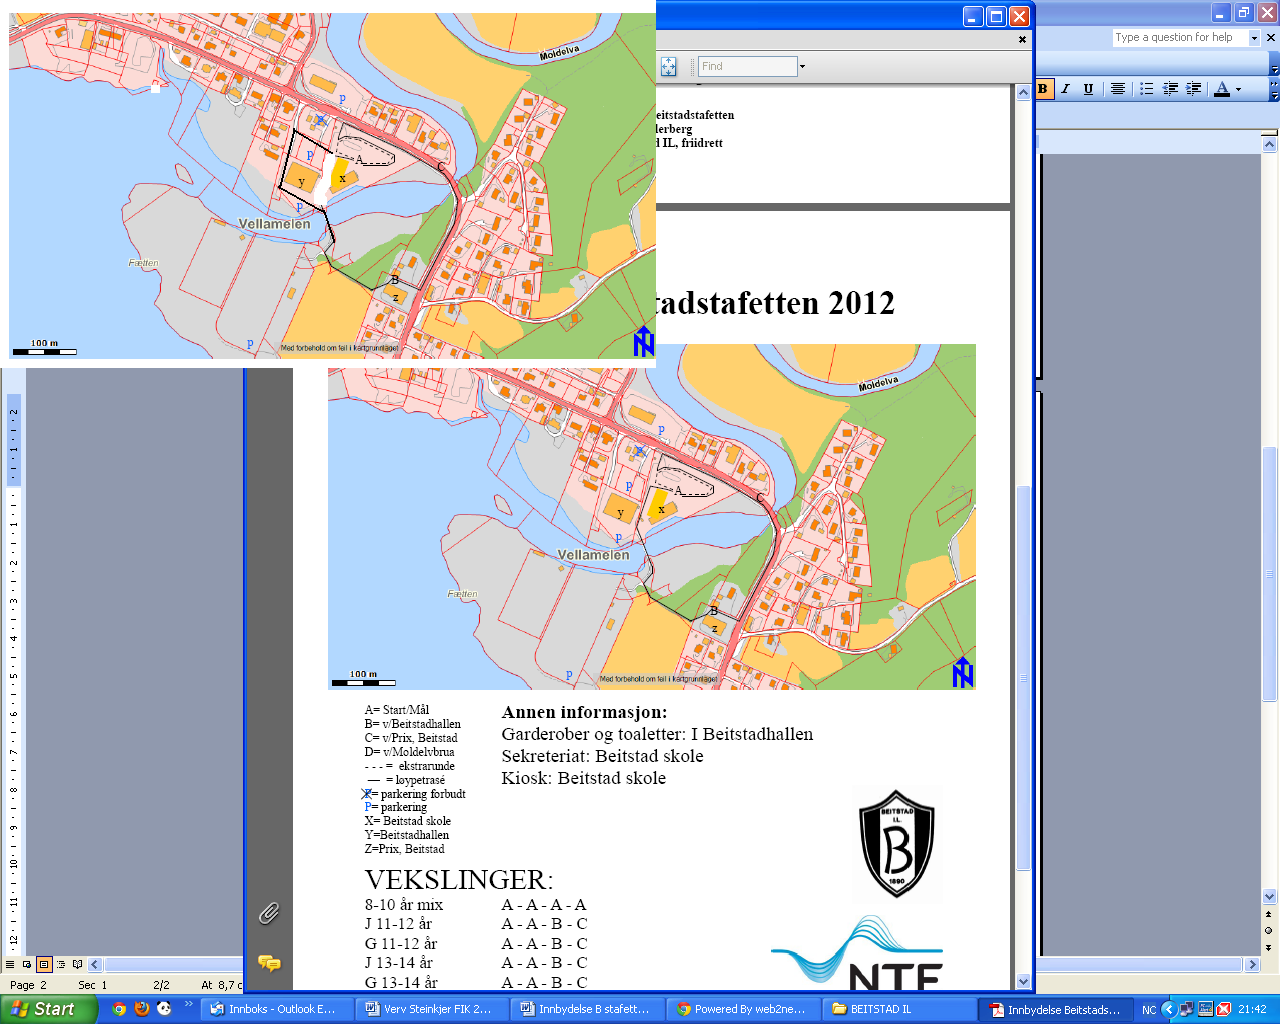 Type a question for help
Find
B I U A
eitstadstafetten
lerberg
d IL, friidrett
Moldelva
p
P
p
A
C
y
x
p
Vellamelen
Fætten
B
z
p
100 m
Med forbehold om feil i kartgrunnlaget
N
tadstafetten 2012
Moldelva
p
P
p
A
C
y
x
p
Vellamelen
Fætten
B
z
p
100 m
Med forbehold om feil i kartgrunnlaget
N
A= Start/Mål
B= v/Beitstadhallen
C= v/Prix, Beitstad
D= v/Moldelvbrua
- - - = ekstrarunde
— = løypetrasé
P= parkering forbudt
P= parkering
X= Beitstad skole
Y=Beitstadhallen
Z=Prix, Beitstad
Annen informasjon:
Garderober og toaletter: I Beitstadhallen
Sekreteriat: Beitstad skole
Kiosk: Beitstad skole
BEITSTAD
I.L.
B
1890
VEKSLINGER:
8-10 år mix A - A - A - A
J 11-12 år A - A - B - C
G 11-12 år A - A - B - C
J 13-14 år A - A - B - C
G 13-14 år A - A - B - C
NTE
Page 2 Sec 1 2/2 At 8,7 c
Start
Innboks - Outlook E...
Verv Steinkjer FIK 2...
Innbydelse B stafett...
Powered By web2ne...
BEITSTAD IL
Innbydelse Beitstads...
NO
21:42